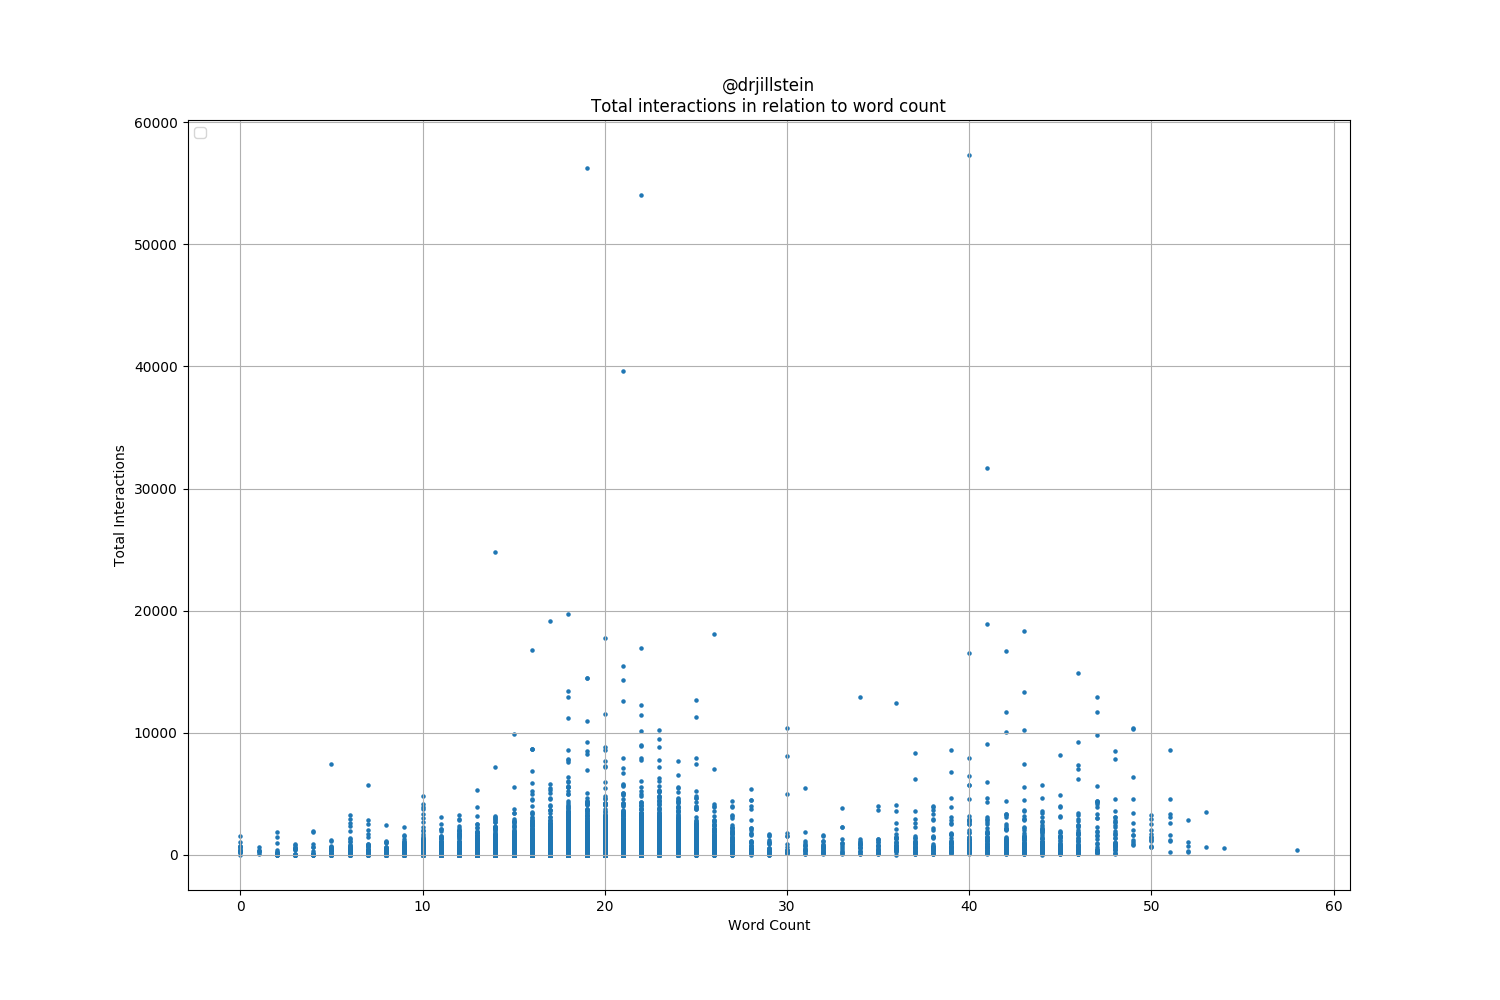 @drjillstein
Total interactions in relation to word count
60000
50000
40000
30000
20000
10000
0
Total Interactions
0 10 20 30 40 50 60
Word Count